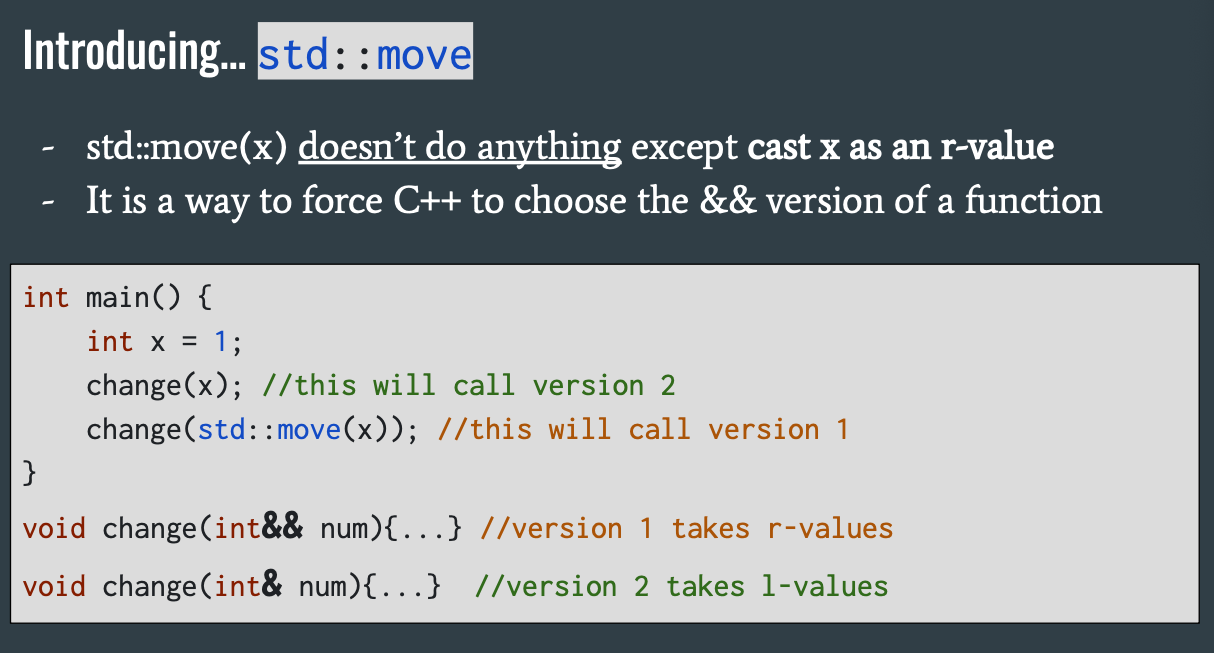 Introducing... std::move
- std::move(x) doesn't do anything except cast x as an r-value
- It is a way to force C++ to choose the && version of a function
int main() {
    int x = 1;
    change(x); //this will call version 2
    change(std::move(x)); //this will call version 1
}
void change(int&& num){...} //version 1 takes r-values
void change(int& num){...}  //version 2 takes l-values